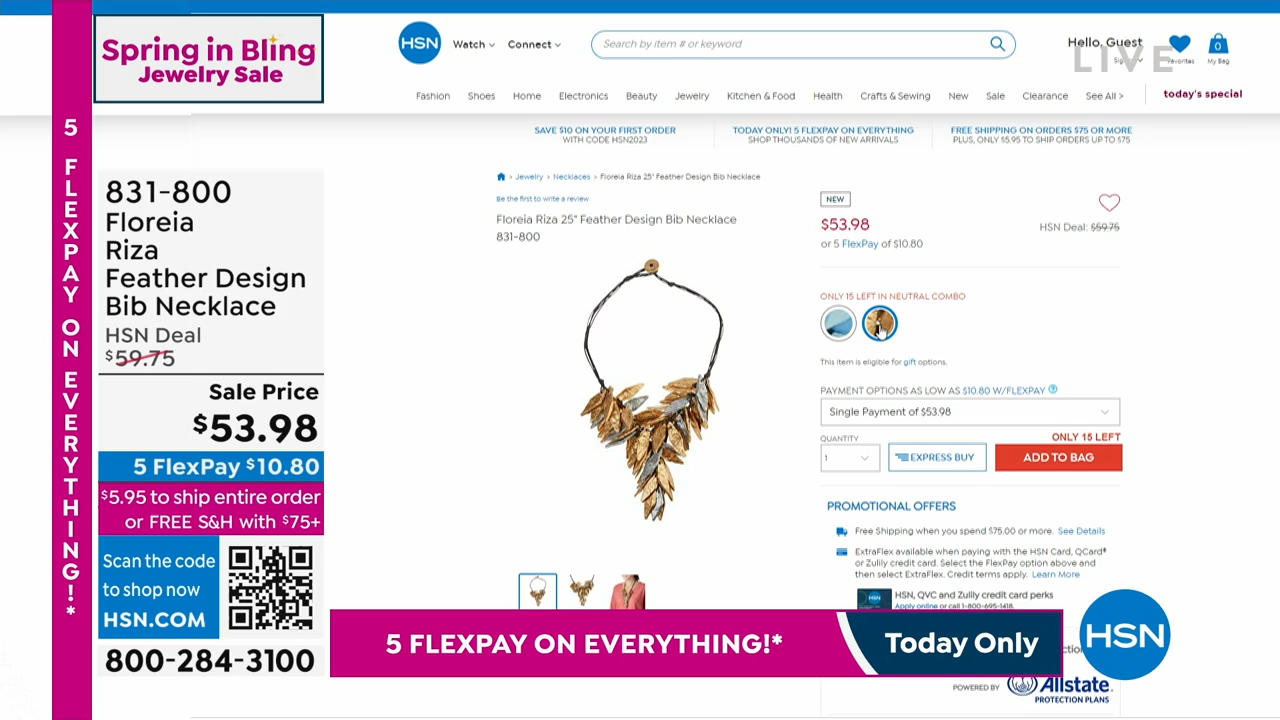 Spring in Bling
Jewelry Sale
5 FLEXPAY ON EVERYTHING!*
831-800
Floreia
Riza
Feather Design
Bib Necklace
HSN Deal
$59.75
Sale Price
$53.98
5 FlexPay $10.80
$5.95 to ship entire order
or FREE S&H with $75+
Scan the code
to shop now
HSN.COM
800-284-3100
HSN
Watch
Connect
Search by item # or keyword
Hello, Guest
LIVE
Favorites
0
My Bag
Fashion Shoes Home Electronics Beauty Jewelry Kitchen & Food Health Crafts & Sewing New Sale Clearance See All > today's special
SAVE $10 ON YOUR FIRST ORDER
WITH CODE HSN2023
TODAY ONLY! 5 FLEXPAY ON EVERYTHING
SHOP THOUSANDS OF NEW ARRIVALS
FREE SHIPPING ON ORDERS $75 OR MORE
PLUS, ONLY $5.95 TO SHIP ORDERS UP TO $75
> Jewelry > Necklaces > Floreia Riza 25" Feather Design Bib Necklace
Be the first to write a review
Floreia Riza 25" Feather Design Bib Necklace
831-800
NEW
$53.98
HSN Deal: $59.75
or 5 FlexPay of $10.80
ONLY 15 LEFT IN NEUTRAL COMBO
This item is eligible for gift options.
PAYMENT OPTIONS AS LOW AS $10.80 W/FLEXPAY ?
Single Payment of $53.98
ONLY 15 LEFT
QUANTITY
1
EXPRESS BUY
ADD TO BAG
PROMOTIONAL OFFERS
Free Shipping when you spend $75.00 or more. See Details
ExtraFlex available when paying with the HSN Card, QCard®
or Zulily credit card. Select the FlexPay option above and
then select ExtraFlex. Credit terms apply. Learn More
HSN, QVC and Zulily credit card perks
Apply online or call 1-800-695-1418.
5 FLEXPAY ON EVERYTHING!*
Today Only
HSN
POWERED BY
Allstate
PROTECTION PLANS